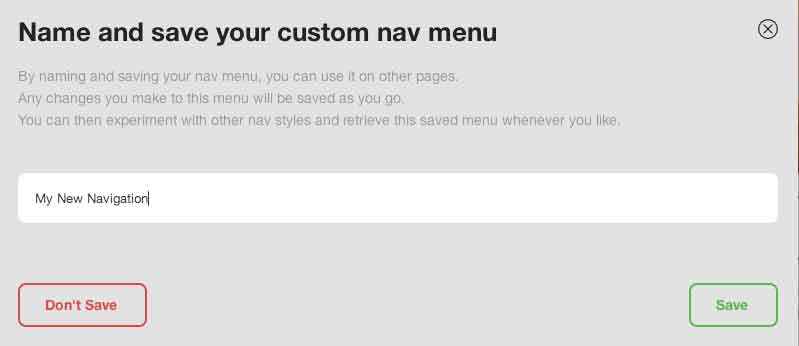 Name and save your custom nav menu
By naming and saving your nav menu, you can use it on other pages.
Any changes you make to this menu will be saved as you go.
You can then experiment with other nav styles and retrieve this saved menu whenever you like.
My New Navigation
Don't Save
Save